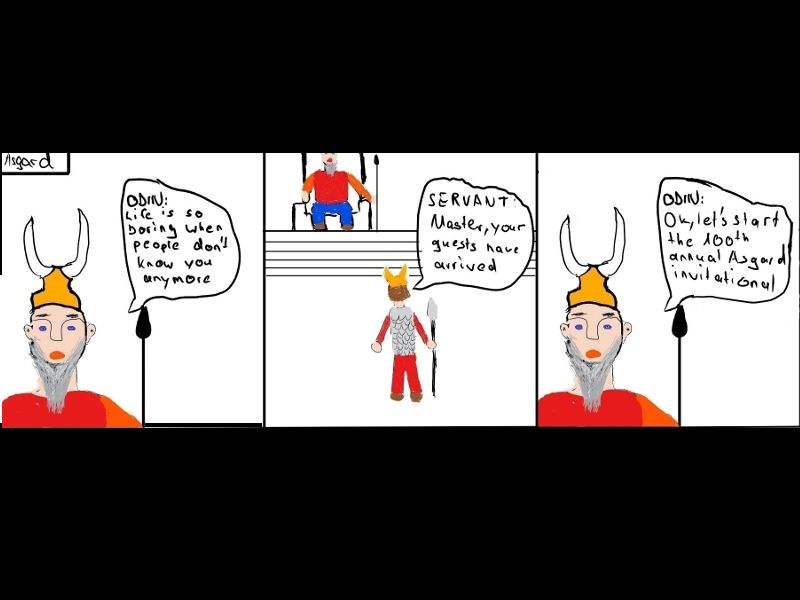 Asgard
ODIN:
Life is so
boring when
people don't
know you
anymore
SERVANT:
Master, your
guests have
arrived
ODIN:
Ok, let's start
the 100th
annual Asgard
invitational